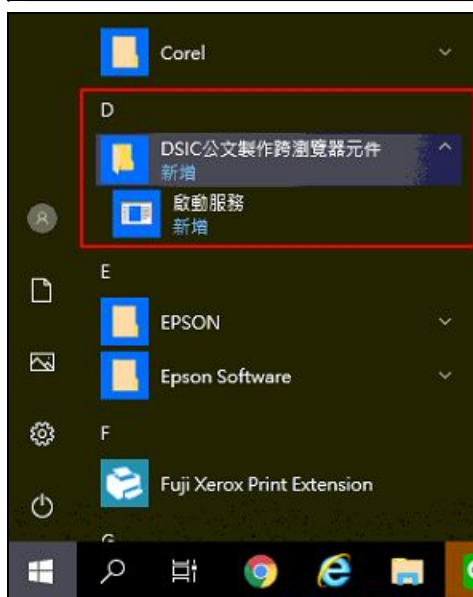 Corel
D
DSIC公文製作跨瀏覽器元件
新增
啟動服務
新增
E
EPSON
Epson Software
F
Fuji Xerox Print Extension
G